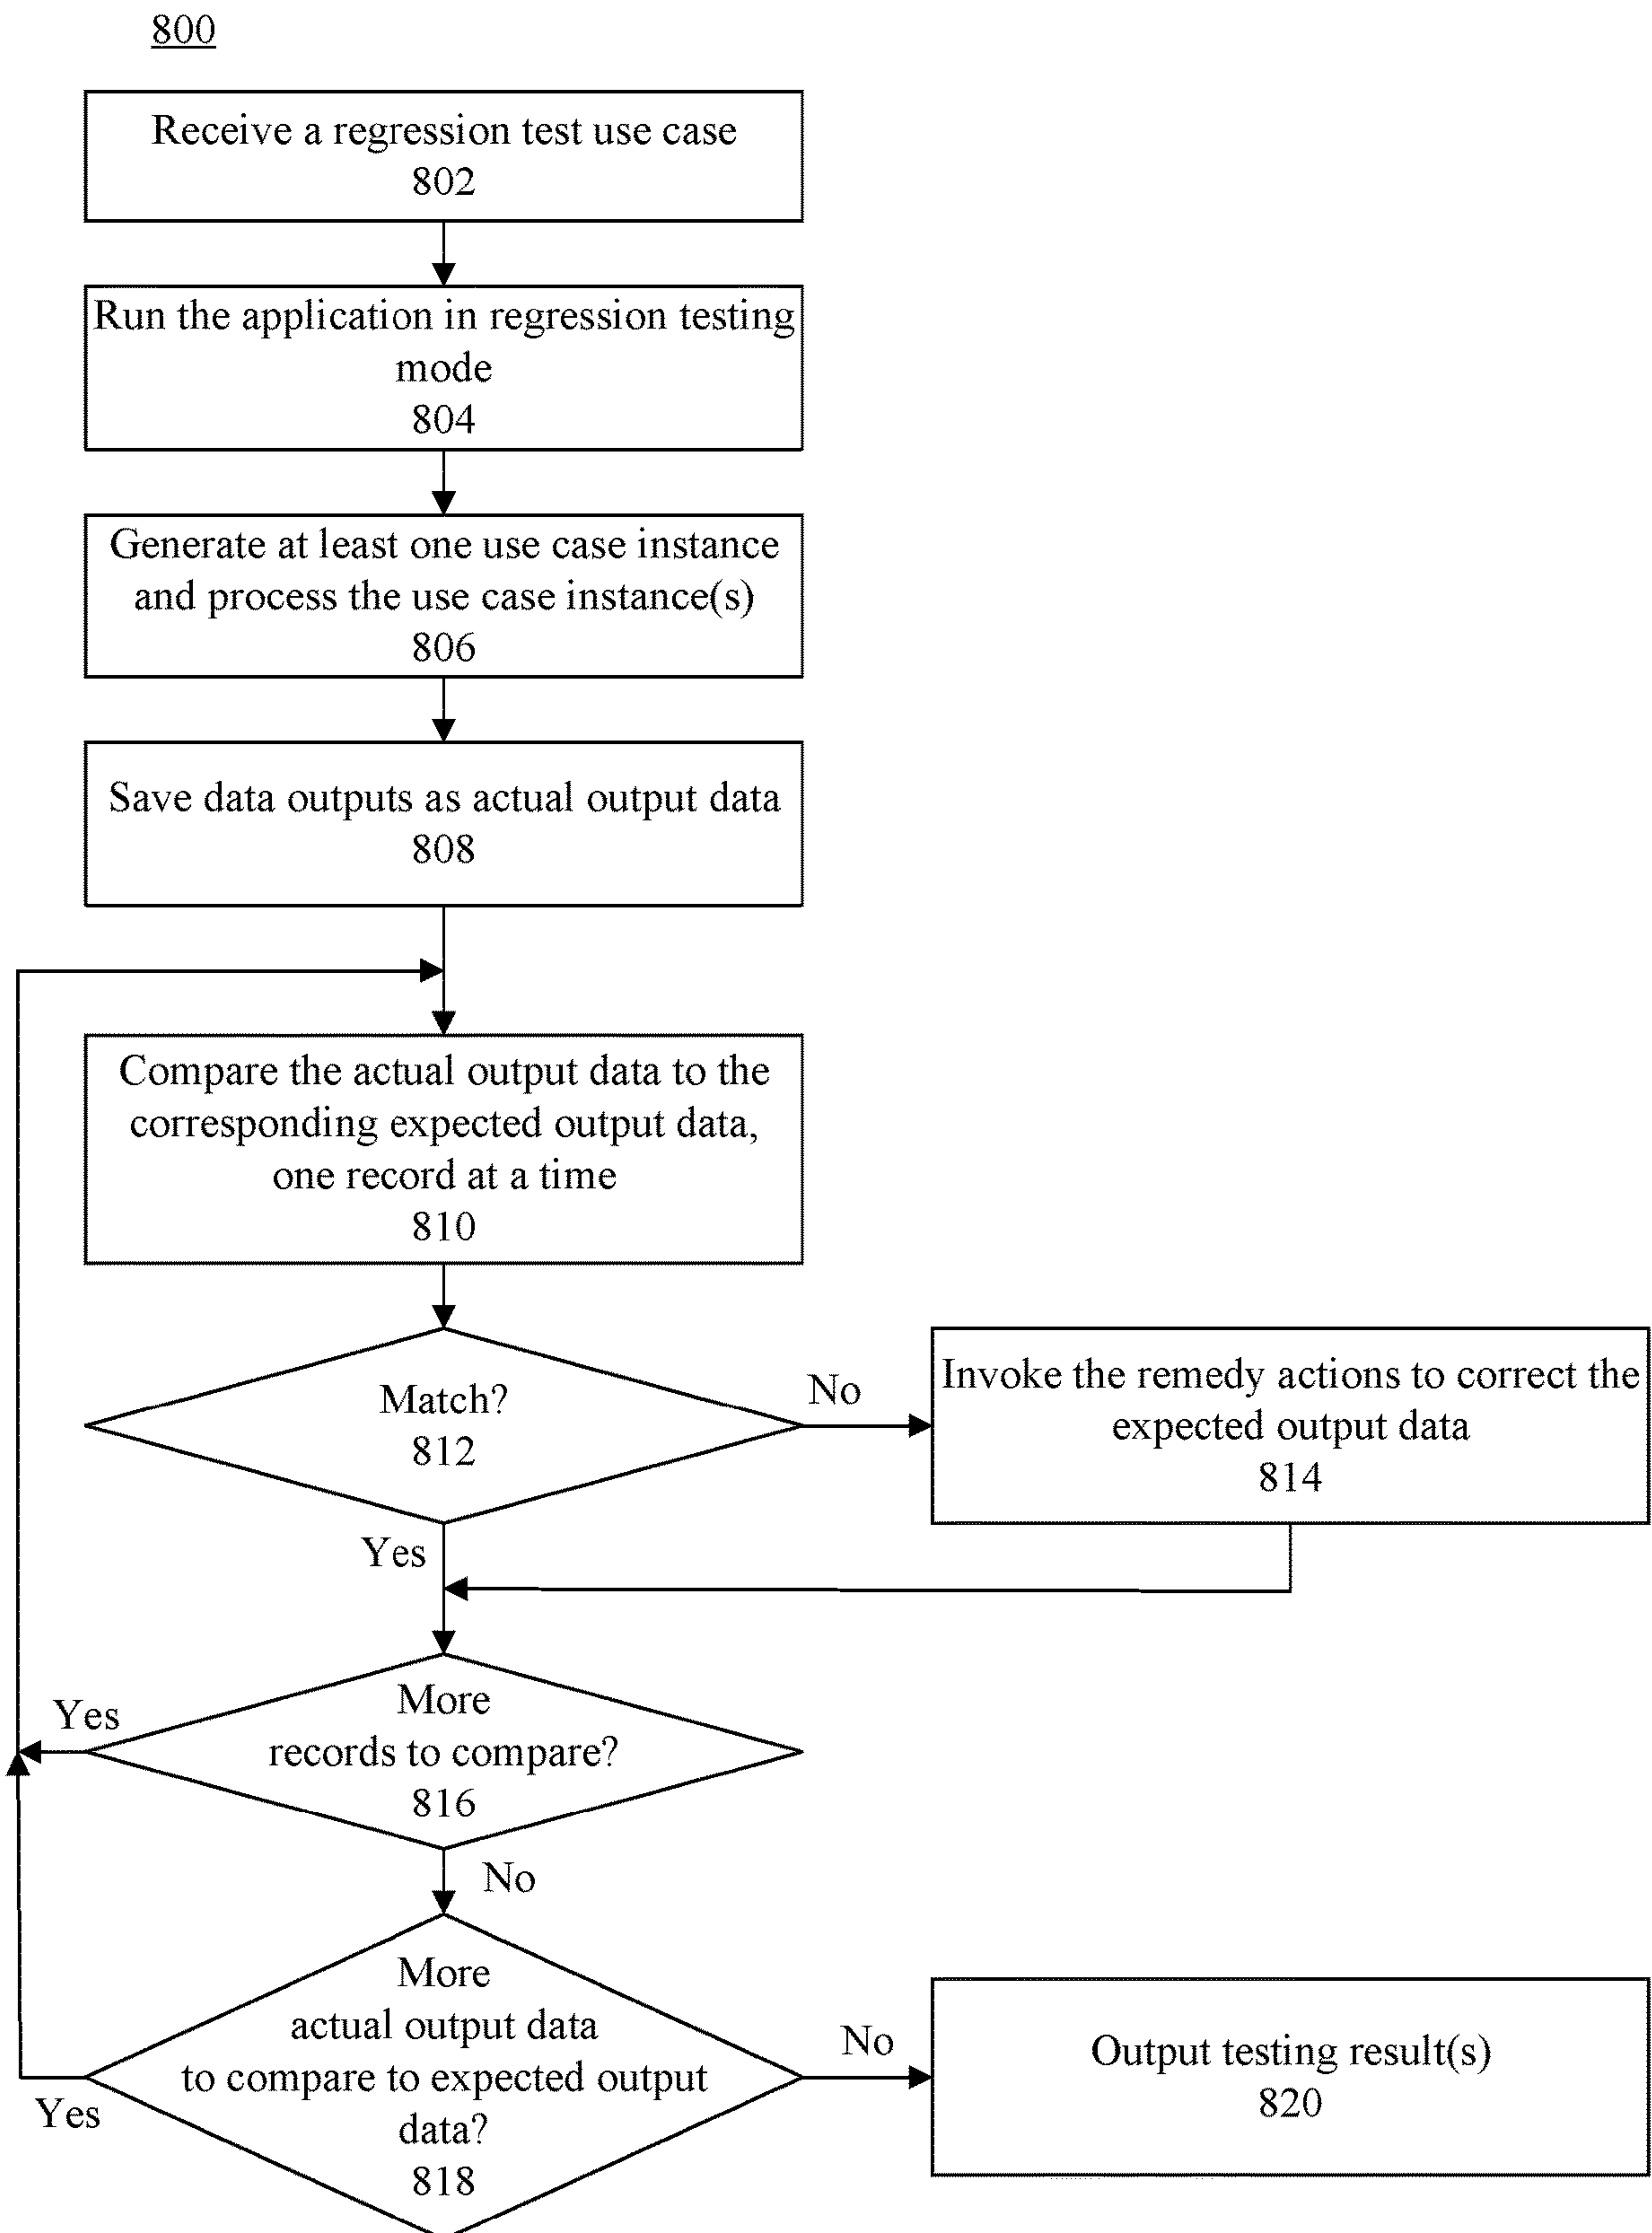 800
Receive a regression test use case
802
Run the application in regression testing
mode
804
Generate at least one use case instance
and process the use case instance(s)
806
Save data outputs as actual output data
808
Compare the actual output data to the
corresponding expected output data,
one record at a time
810
Match?
812
No
Invoke the remedy actions to correct the
expected output data
814
Yes
More
records to compare?
816
Yes
No
More
actual output data
to compare to expected output
data?
818
Yes
No
Output testing result(s)
820